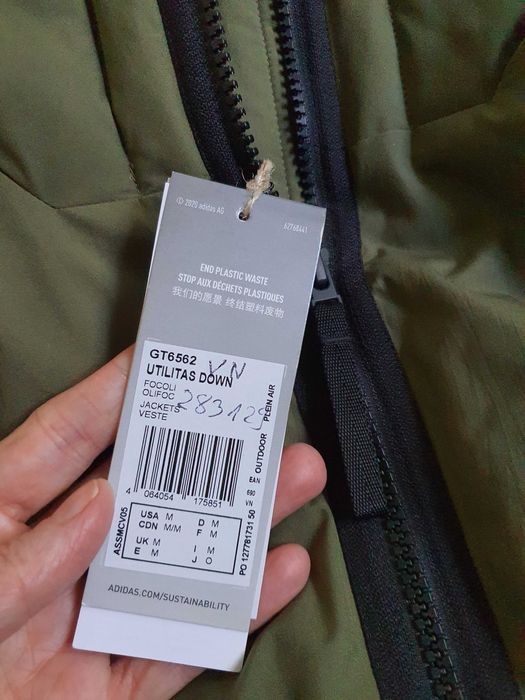 © 2020 adidas AG
62768441
END PLASTIC WASTE
STOP AUX DÉCHETS PLASTIQUES
我们的愿景 终结塑料废物
GT6562 VN
UTILITAS DOWN
FOCOLI
OLIFOC
283129
JACKETS
VESTE
OUTDOOR PLEIN AIR
EAN
690
VN
4 064054 175851
ASSMCV05
USA M D M
CDN M/M F M
UK M I M
E M J O
PO 127781731 50
ADIDAS.COM/SUSTAINABILITY